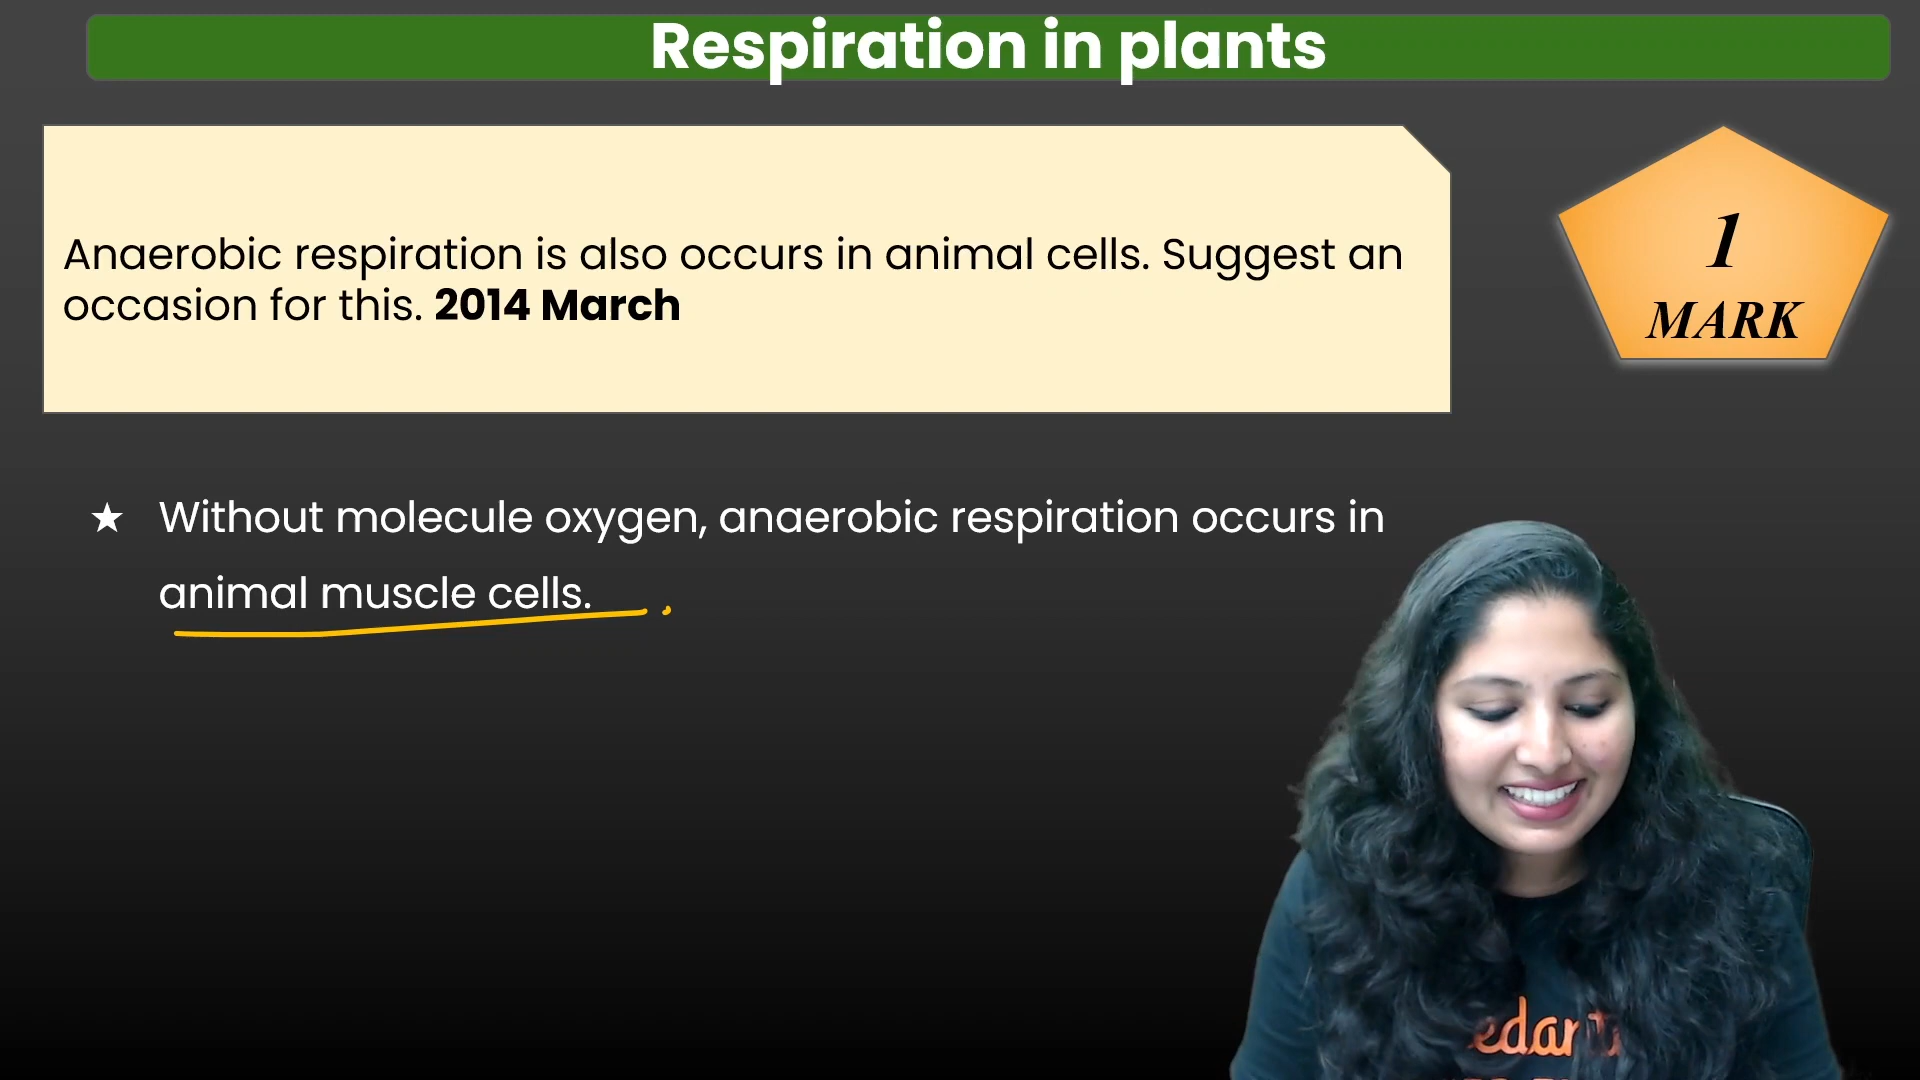 Respiration in plants
Anaerobic respiration is also occurs in animal cells. Suggest an
occasion for this. 2014 March
1
MARK
★ Without molecule oxygen, anaerobic respiration occurs in
animal muscle cells.